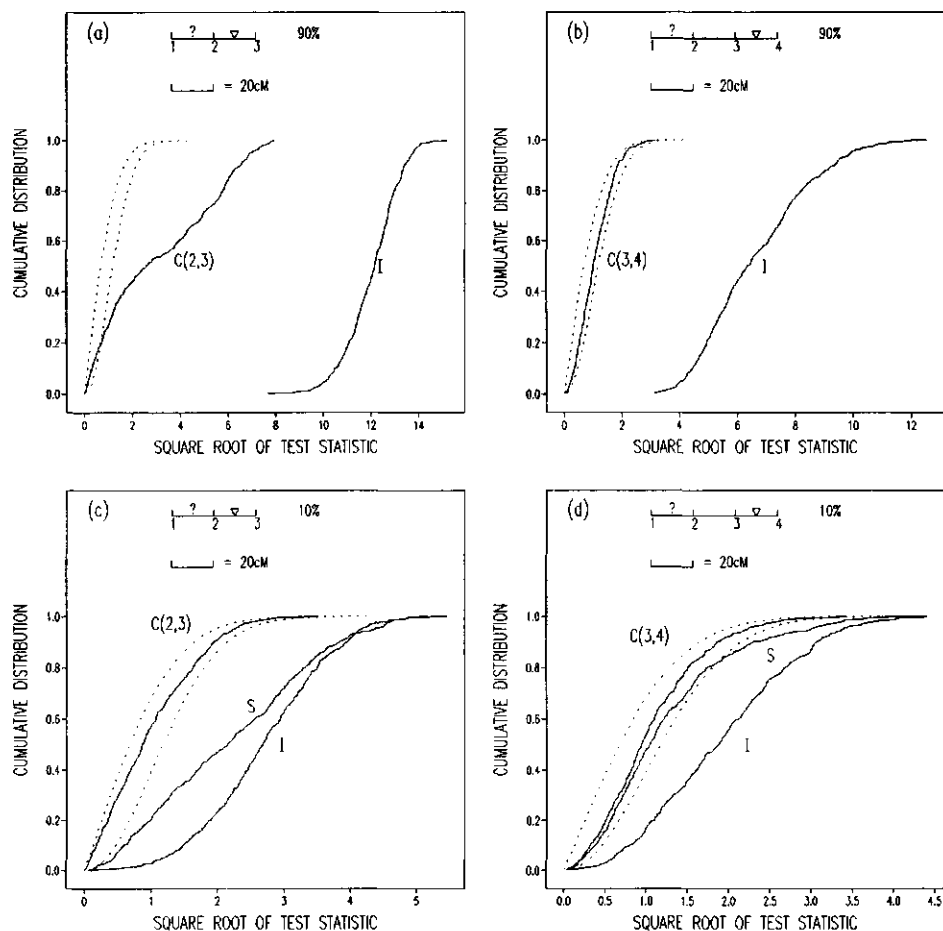 (a) ? 90%
1 2 3
= 20cM
CUMULATIVE DISTRIBUTION
1.0
0.8
0.6
0.4
0.2
0.0
C(2,3)
I
0 2 4 6 8 10 12 14
SQUARE ROOT OF TEST STATISTIC
(b) ? 90%
1 2 3 4
= 20cM
CUMULATIVE DISTRIBUTION
1.0
0.8
0.6
0.4
0.2
0.0
C(3,4)
I
0 2 4 6 8 10 12
SQUARE ROOT OF TEST STATISTIC
(c) ? 10%
1 2 3
= 20cM
CUMULATIVE DISTRIBUTION
1.0
0.8
0.6
0.4
0.2
0.0
C(2,3)
S
I
0 1 2 3 4 5
SQUARE ROOT OF TEST STATISTIC
(d) ? 10%
1 2 3 4
= 20cM
CUMULATIVE DISTRIBUTION
1.0
0.8
0.6
0.4
0.2
0.0
C(3,4)
S
I
0.0 0.5 1.0 1.5 2.0 2.5 3.0 3.5 4.0 4.5
SQUARE ROOT OF TEST STATISTIC